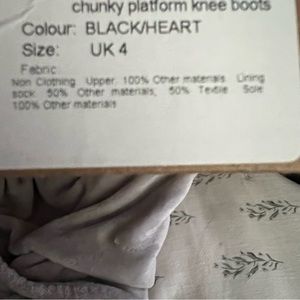 chunky platform knee boots
Colour: BLACK/HEART
Size: UK 4
Fabric
Non Clothing Upper: 100% Other materials. Lining
sock: 50% Other materials, 50% Textile Sole
100% Other materials